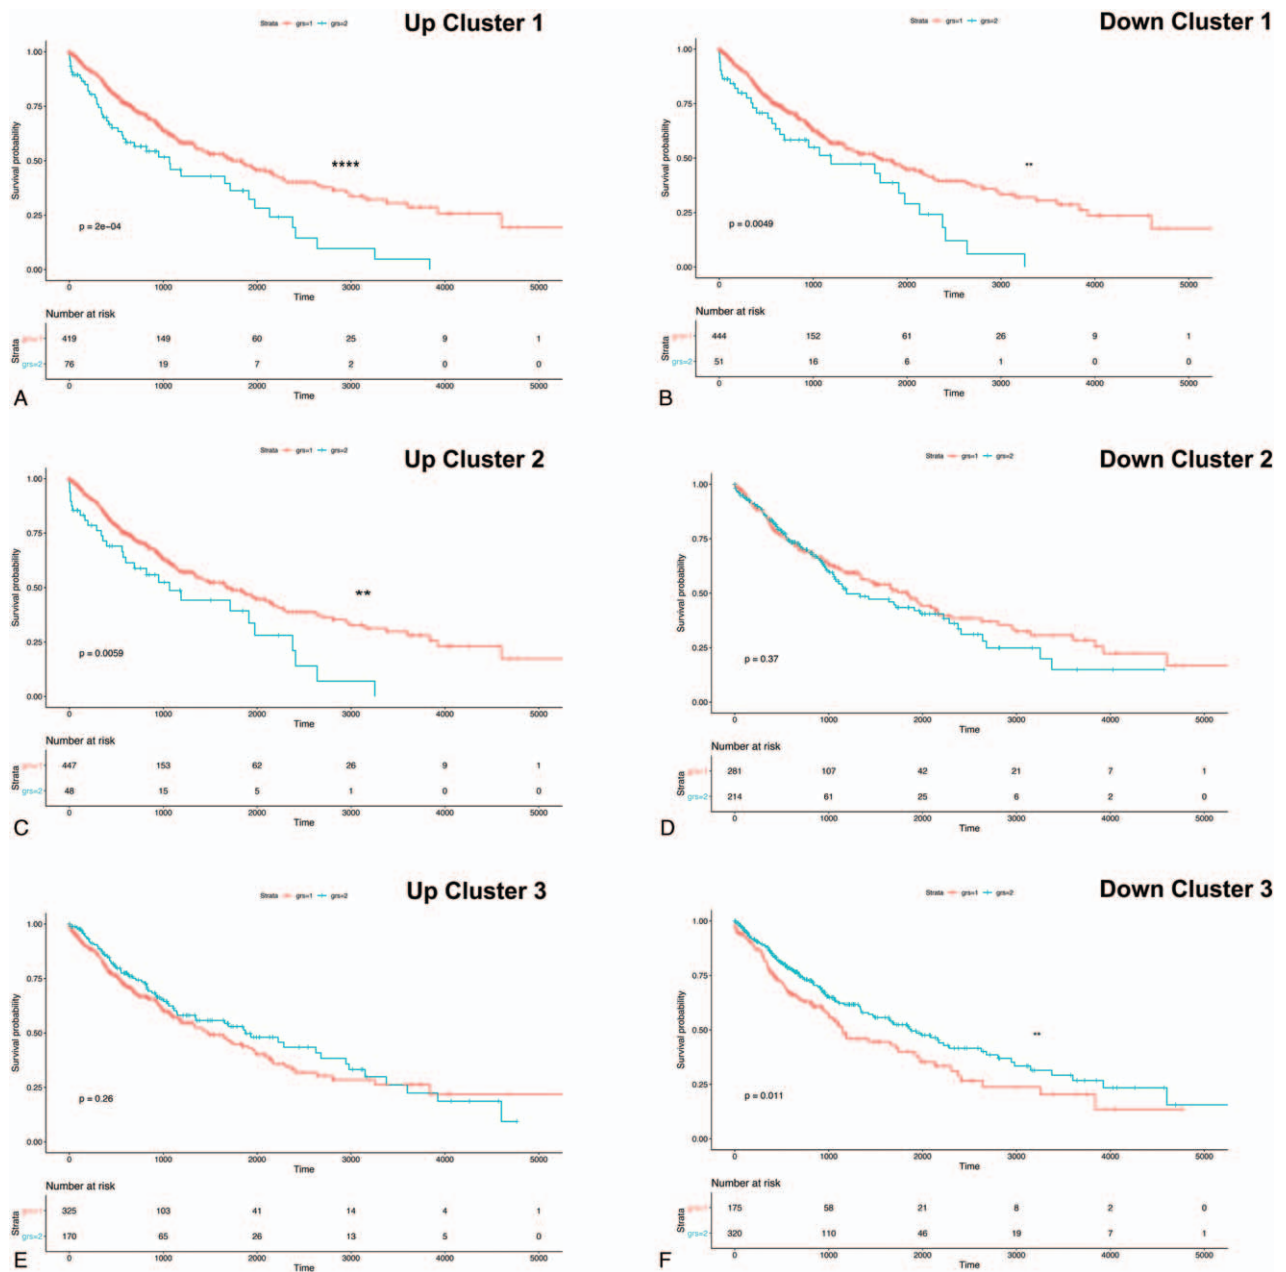 Strata grs=1 grs=2
Up Cluster 1
1.00
0.75
0.50
0.25
0.00
Survival probability
****
p = 2e−04
0 1000 2000 3000 4000 5000
Time
Number at risk
Strata
grs=1 419 149 60 25 9 1
grs=2 76 19 7 2 0 0
0 1000 2000 3000 4000 5000
Time
A
Strata grs=1 grs=2
Down Cluster 1
1.00
0.75
0.50
0.25
0.00
Survival probability
**
p = 0.0049
0 1000 2000 3000 4000 5000
Time
Number at risk
Strata
grs=1 444 152 61 26 9 1
grs=2 51 16 6 1 0 0
0 1000 2000 3000 4000 5000
Time
B
Strata grs=1 grs=2
Up Cluster 2
1.00
0.75
0.50
0.25
0.00
Survival probability
**
p = 0.0059
0 1000 2000 3000 4000 5000
Time
Number at risk
Strata
grs=1 447 153 62 26 9 1
grs=2 48 15 5 1 0 0
0 1000 2000 3000 4000 5000
Time
C
Strata grs=1 grs=2
Down Cluster 2
1.00
0.75
0.50
0.25
0.00
Survival probability
p = 0.37
0 1000 2000 3000 4000 5000
Time
Number at risk
Strata
grs=1 281 107 42 21 7 1
grs=2 214 61 25 6 2 0
0 1000 2000 3000 4000 5000
Time
D
Strata grs=1 grs=2
Up Cluster 3
1.00
0.75
0.50
0.25
0.00
Survival probability
p = 0.26
0 1000 2000 3000 4000 5000
Time
Number at risk
Strata
grs=1 325 103 41 14 4 1
grs=2 170 65 26 13 5 0
0 1000 2000 3000 4000 5000
Time
E
Strata grs=1 grs=2
Down Cluster 3
1.00
0.75
0.50
0.25
0.00
Survival probability
**
p = 0.011
0 1000 2000 3000 4000 5000
Time
Number at risk
Strata
grs=1 175 58 21 8 2 0
grs=2 320 110 46 19 7 1
0 1000 2000 3000 4000 5000
Time
F